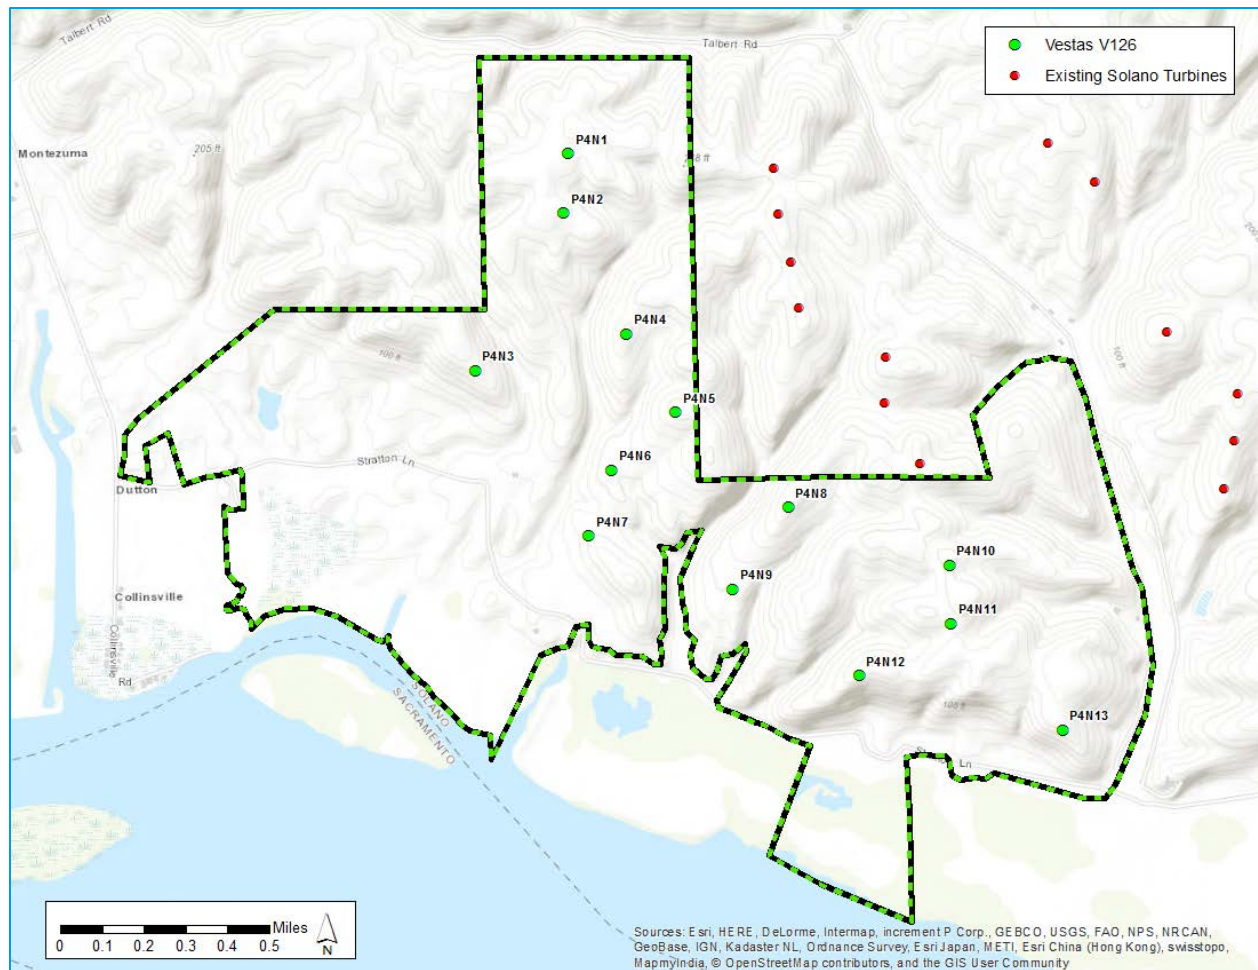 Talbert Rd
Talbert Rd
Vestas V126
Existing Solano Turbines
Montezuma
205 ft
P4N1
P4N2
P4N4
P4N3
100 ft
100 ft
P4N5
P4N6
Stratton Ln
Dutton
P4N8
P4N7
P4N10
P4N9
Collinsville
P4N11
Collinsville
Rd
P4N12
SOLANO
SACRAMENTO
P4N13
Ln
Miles
0 0.1 0.2 0.3 0.4 0.5
N
Sources: Esri, HERE, DeLorme, Intermap, increment P Corp., GEBCO, USGS, FAO, NPS, NRCAN,
GeoBase, IGN, Kadaster NL, Ordnance Survey, Esri Japan, METI, Esri China (Hong Kong), swisstopo,
MapmyIndia, © OpenStreetMap contributors, and the GIS User Community